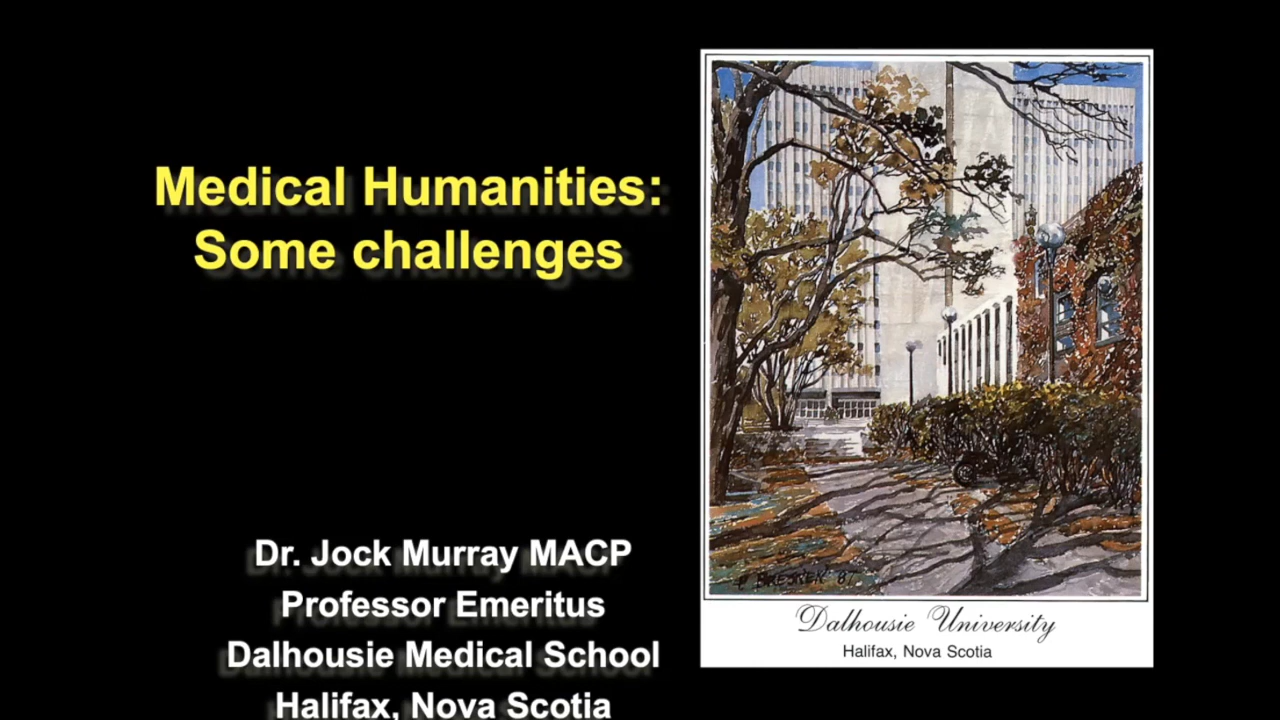 Medical Humanities:
Some challenges
Dr. Jock Murray MACP
Professor Emeritus
Dalhousie Medical School
Halifax, Nova Scotia
87
Dalhousie University
Halifax, Nova Scotia